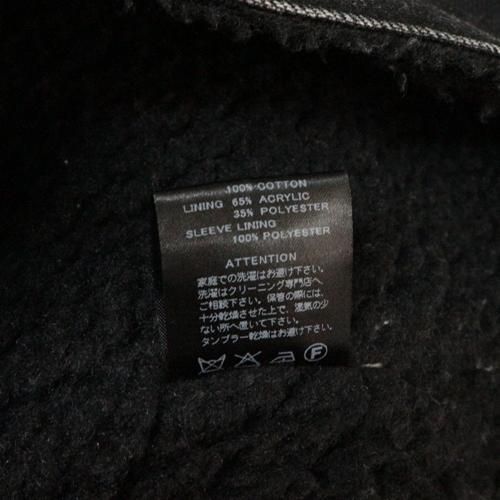 100% COTTON
LINING 65% ACRYLIC
35% POLYESTER
SLEEVE LINING
100% POLYESTER
ATTENTION
家庭での洗濯はお避け下さい。
洗濯はクリーニング専門店へ
ご相談下さい。保管の際には、
十分乾燥させた上で、湿気の少
ない所へ置いて下さい。
タンブラー乾燥はお避け下さい。
F